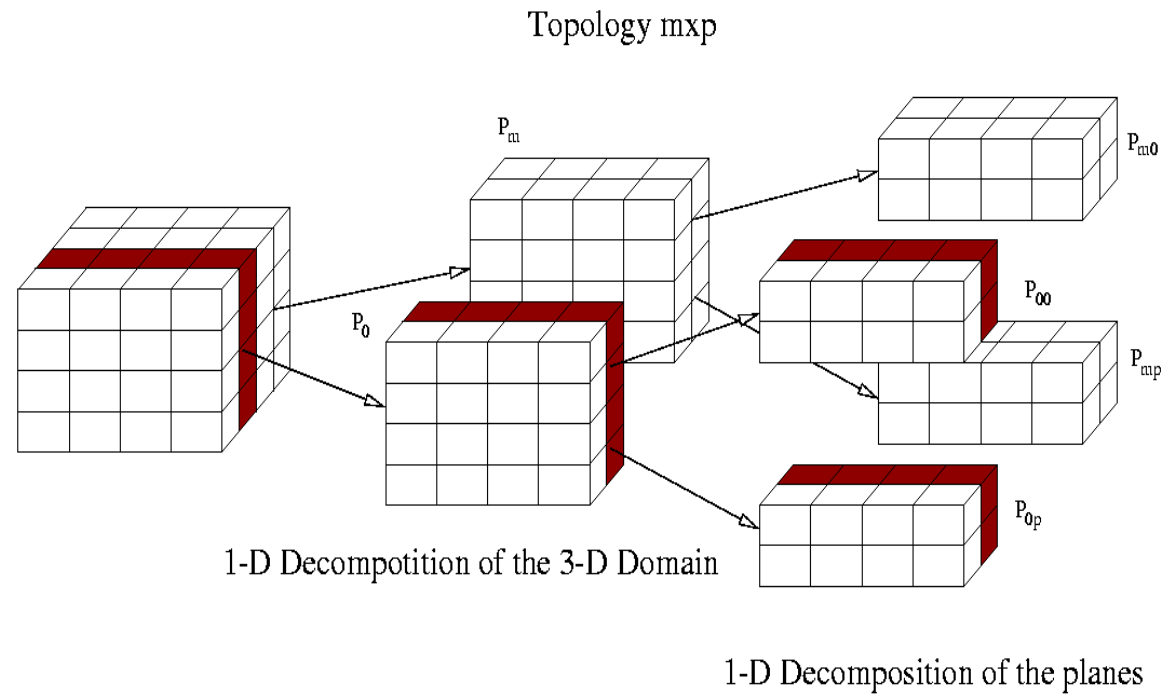 Topology mxp
P_m
P_m0
P_00
P_0
P_mp
P_0p
1-D Decompotition of the 3-D Domain
1-D Decomposition of the planes